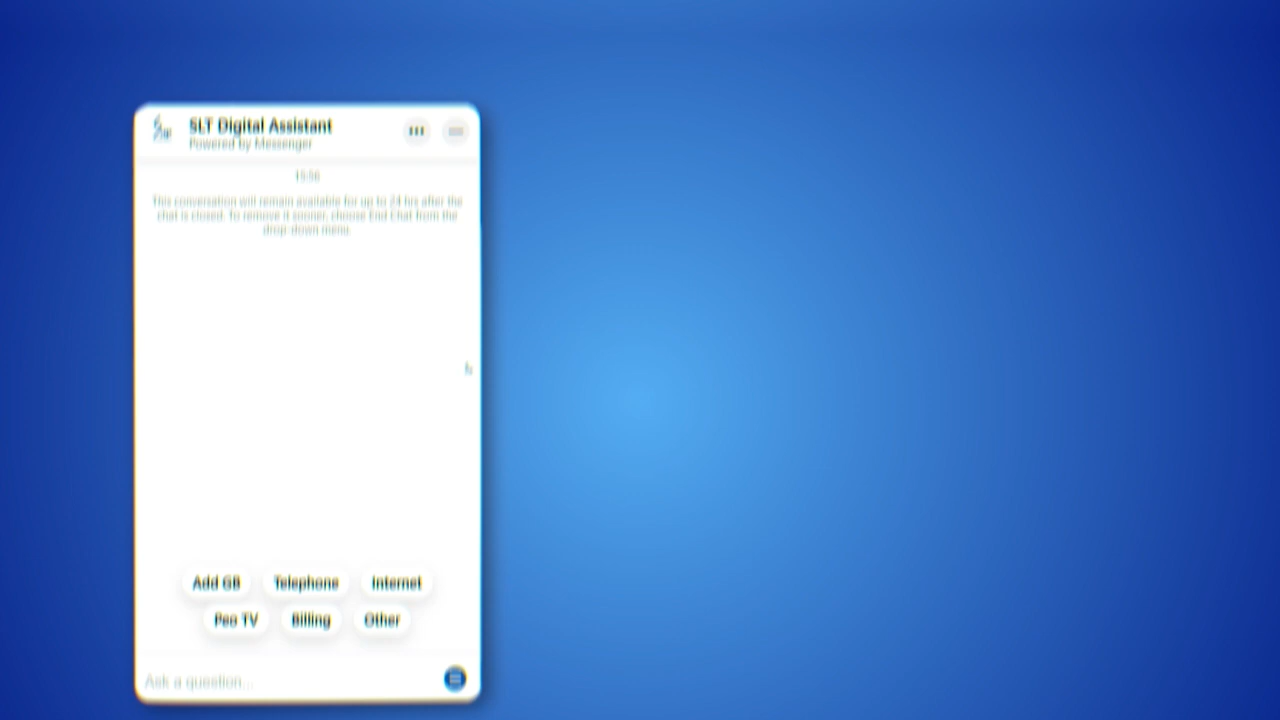 SLT Digital Assistant
Powered by Messenger
15:56
This conversation will remain available for up to 24 hrs after the
chat is closed. To remove it sooner, choose End Chat from the
drop-down menu.
Add GB Telephone Internet
Peo TV Billing Other
Ask a question...